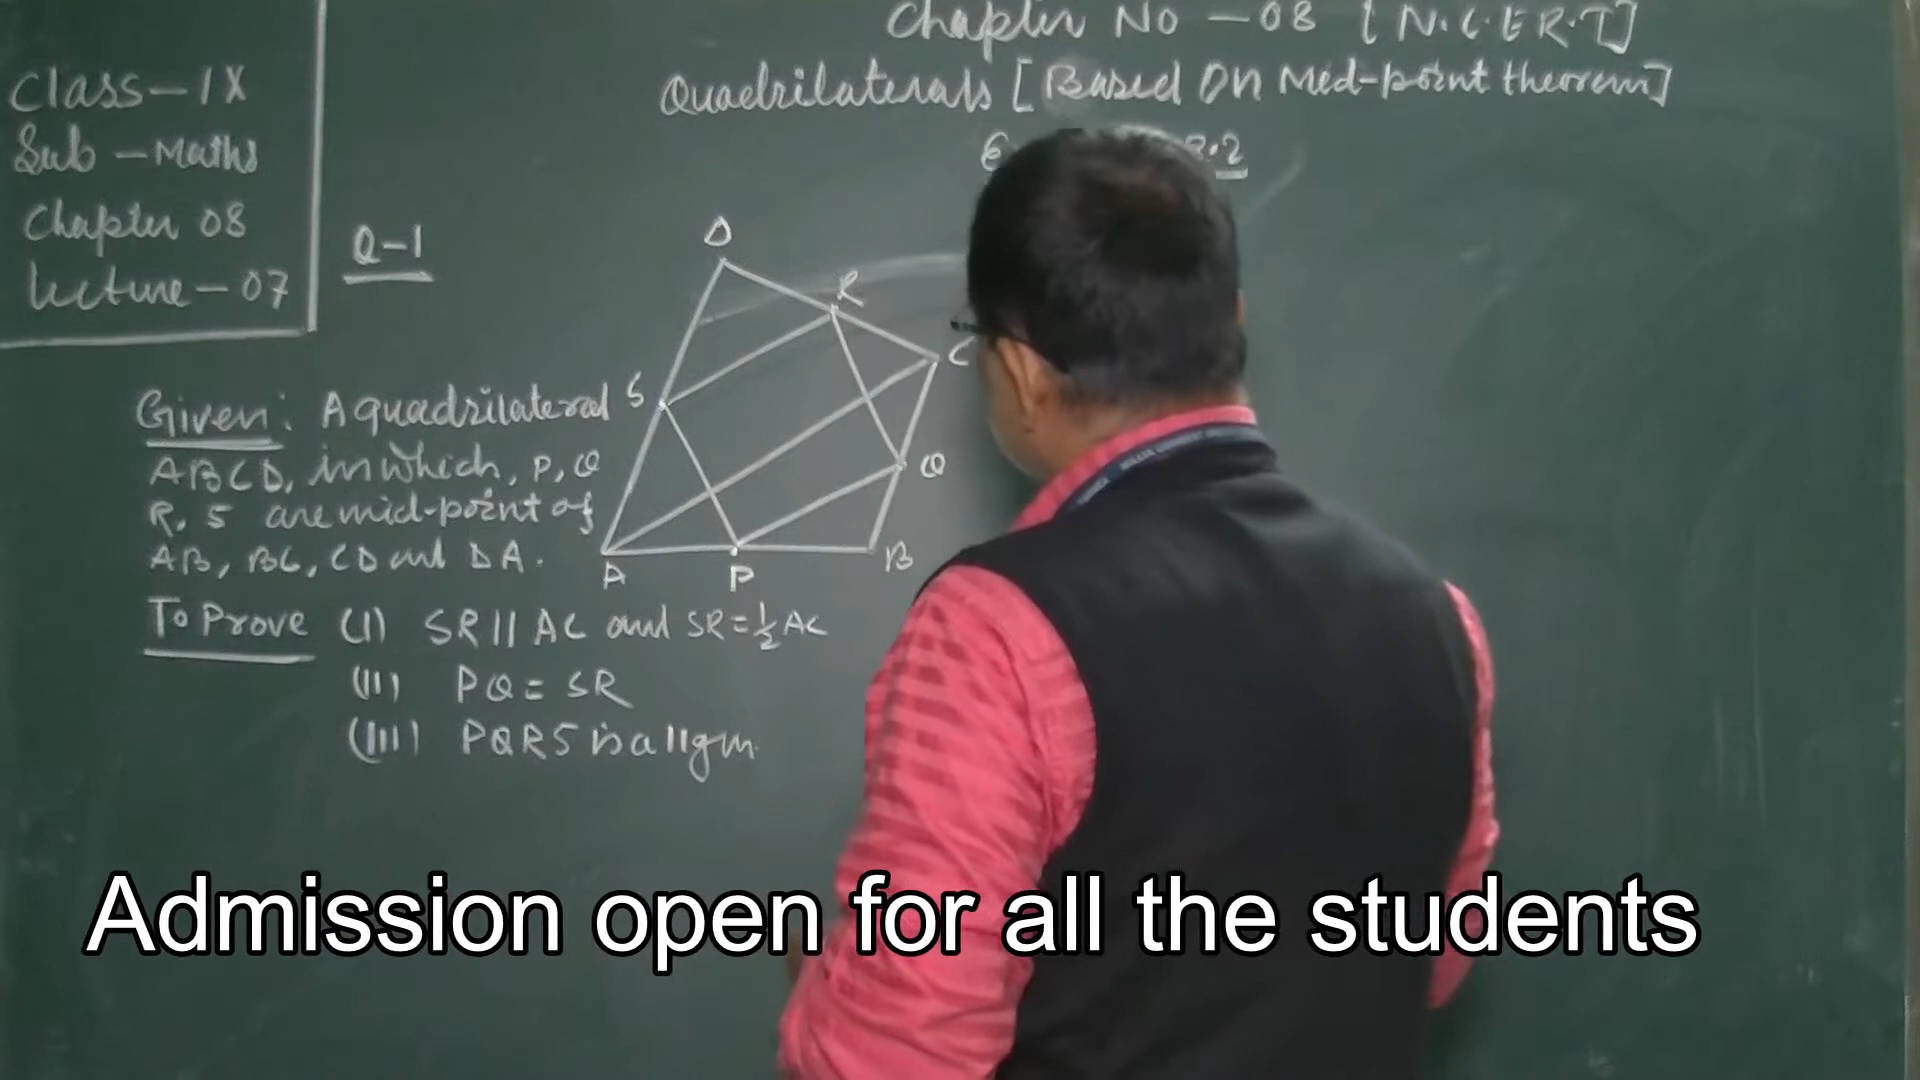 Chapter No - 08 [N.C.E.R.T]
Quadrilaterals [Based On Mid-point theorem]
Class - IX
Sub - Maths
Chapter 08
Lecture - 07
Q-1
D
R
C
S
Q
A
P
B
Given: A quadrilateral
ABCD, in which, P, Q
R, S are mid-point of
AB, BC, CD and DA.
To Prove (I) SR || AC and SR = 1/2 AC
(II) PQ = SR
(III) PQRS is a ||gm.
Admission open for all the students